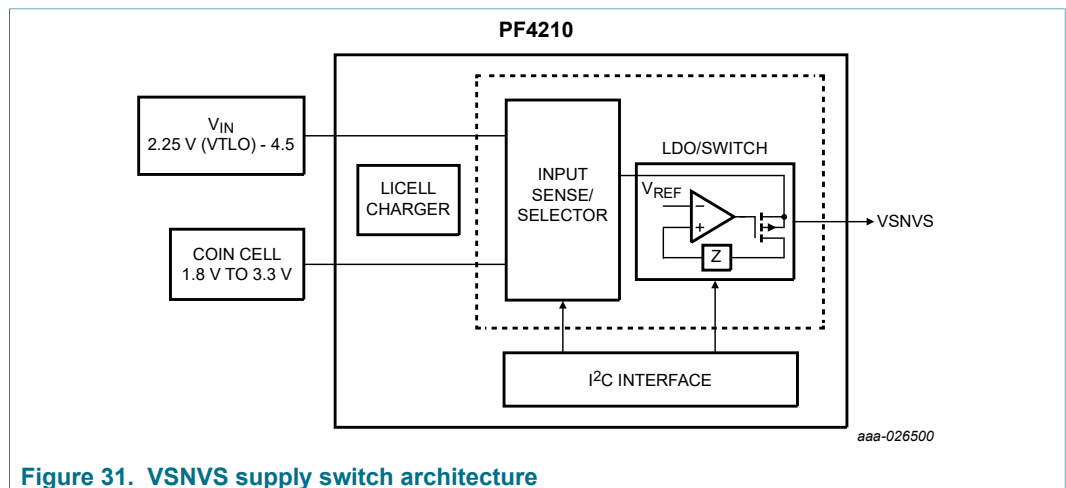 PF4210
VIN
2.25 V (VTLO) - 4.5
LICELL
CHARGER
COIN CELL
1.8 V TO 3.3 V
INPUT
SENSE/
SELECTOR
LDO/SWITCH
VREF
−
+
Z
VSNVS
I2C INTERFACE
aaa-026500
Figure 31. VSNVS supply switch architecture